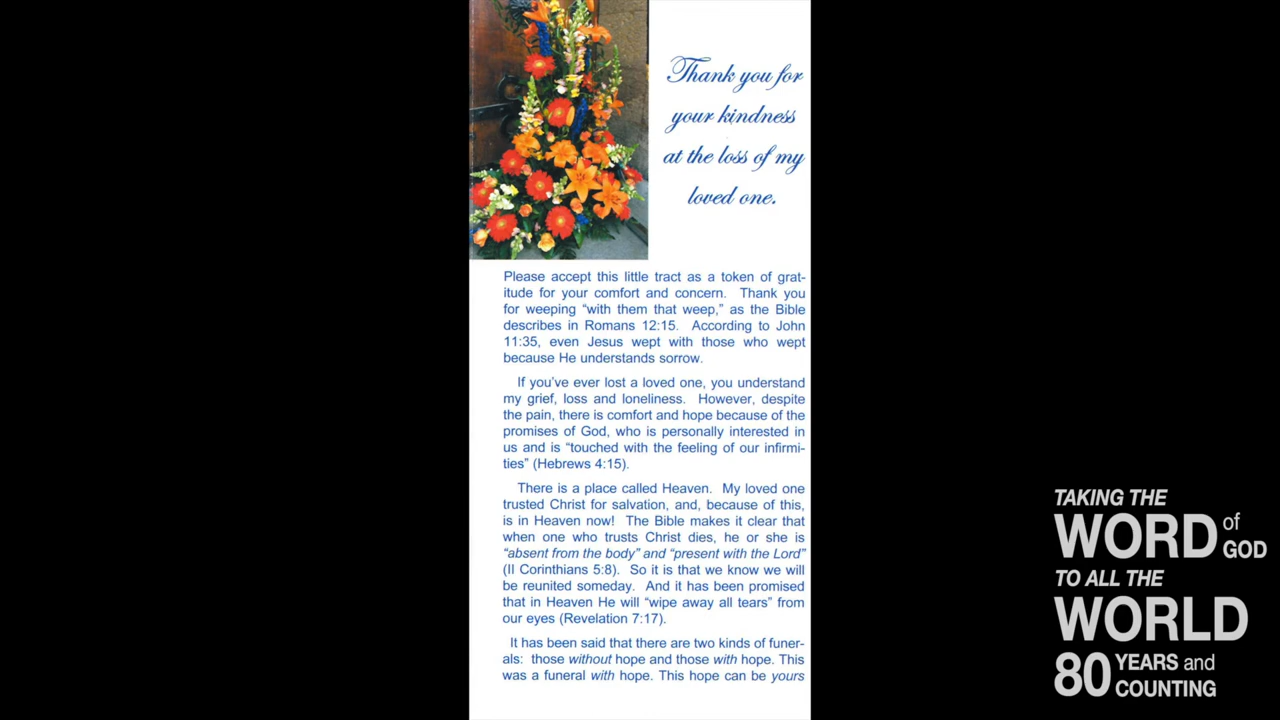 Thank you for
your kindness
at the loss of my
loved one.
Please accept this little tract as a token of grat-
itude for your comfort and concern. Thank you
for weeping “with them that weep,” as the Bible
describes in Romans 12:15. According to John
11:35, even Jesus wept with those who wept
because He understands sorrow.
If you’ve ever lost a loved one, you understand
my grief, loss and loneliness. However, despite
the pain, there is comfort and hope because of the
promises of God, who is personally interested in
us and is “touched with the feeling of our infirmi-
ties” (Hebrews 4:15).
There is a place called Heaven. My loved one
trusted Christ for salvation, and, because of this,
is in Heaven now! The Bible makes it clear that
when one who trusts Christ dies, he or she is
“absent from the body” and “present with the Lord”
(II Corinthians 5:8). So it is that we know we will
be reunited someday. And it has been promised
that in Heaven He will “wipe away all tears” from
our eyes (Revelation 7:17).
It has been said that there are two kinds of funer-
als: those without hope and those with hope. This
was a funeral with hope. This hope can be yours
TAKING THE
WORD of GOD
TO ALL THE
WORLD
80 YEARS and
COUNTING